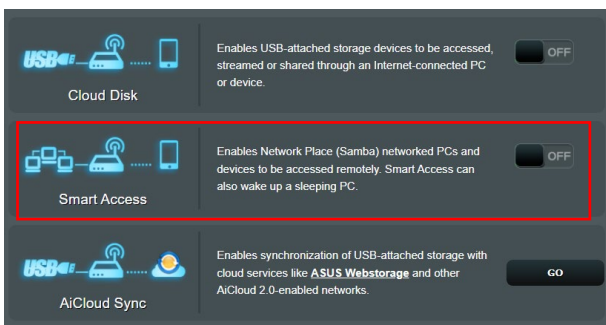 USB
Cloud Disk
Enables USB-attached storage devices to be accessed,
streamed or shared through an Internet-connected PC
or device.
OFF
Smart Access
Enables Network Place (Samba) networked PCs and
devices to be accessed remotely. Smart Access can
also wake up a sleeping PC.
OFF
USB
AiCloud Sync
Enables synchronization of USB-attached storage with
cloud services like ASUS Webstorage and other
AiCloud 2.0-enabled networks.
GO